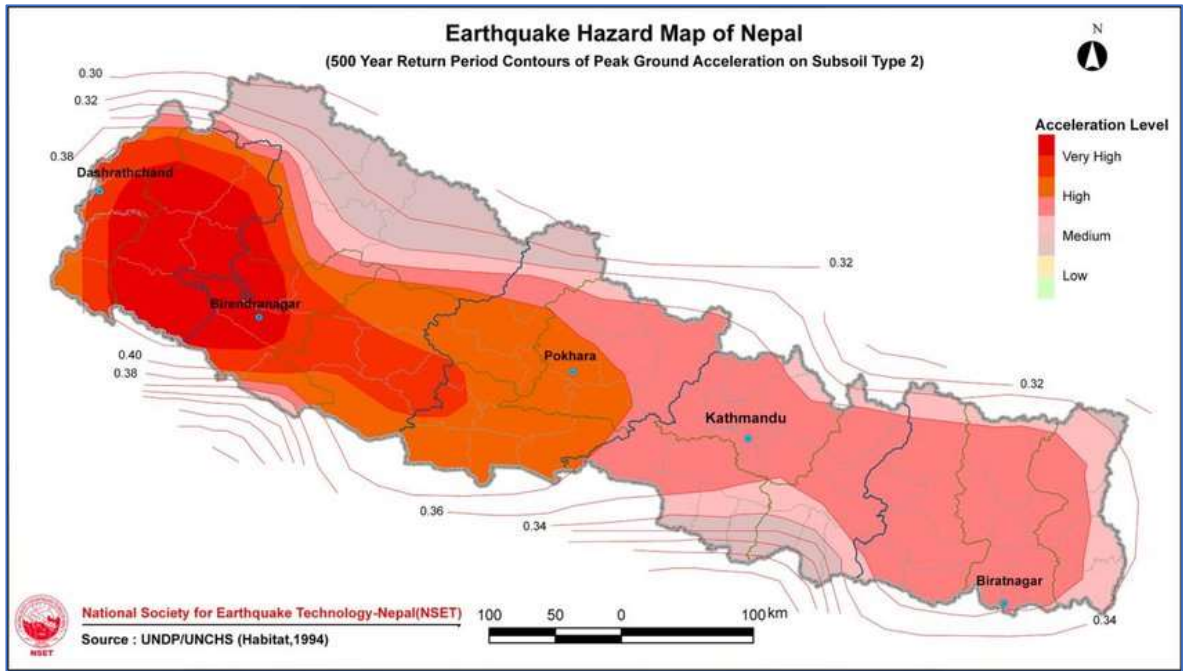 Earthquake Hazard Map of Nepal
(500 Year Return Period Contours of Peak Ground Acceleration on Subsoil Type 2)
N
0.30
0.32
0.38
Dashrathchand
Acceleration Level
Very High
High
Medium
Low
0.32
Birendranagar
0.40
0.38
Pokhara
0.32
Kathmandu
0.36
0.34
Biratnagar
0.34
National Society for Earthquake Technology-Nepal(NSET)
Source : UNDP/UNCHS (Habitat,1994)
NSET
100 50 0 100 km